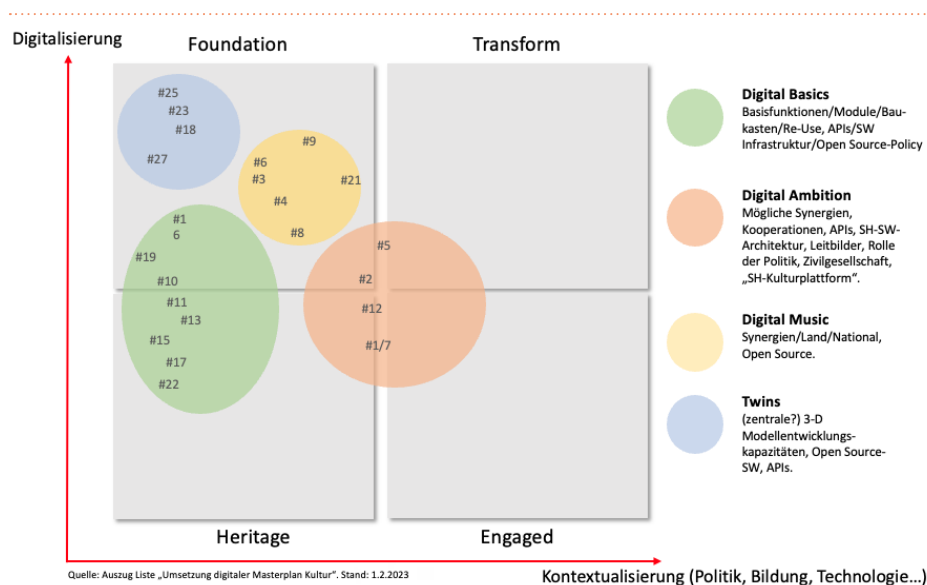 Digitalisierung
Foundation
Transform
#25
#23
#18
#27
#9
#6
#3
#21
#4
#8
#1
6
#19
#10
#11
#13
#15
#17
#22
#5
#2
#12
#1/7
Digital Basics
Basisfunktionen/Module/Bau-
kasten/Re-Use, APIs/SW
Infrastruktur/Open Source-Policy
Digital Ambition
Mögliche Synergien,
Kooperationen, APIs, SH-SW-
Architektur, Leitbilder, Rolle
der Politik, Zivilgesellschaft,
„SH-Kulturplattform“.
Digital Music
Synergien/Land/National,
Open Source.
Twins
(zentrale?) 3-D
Modellentwicklungs-
kapazitäten, Open Source-
SW, APIs.
Heritage
Engaged
Quelle: Auszug Liste „Umsetzung digitaler Masterplan Kultur“. Stand: 1.2.2023
Kontextualisierung (Politik, Bildung, Technologie...)